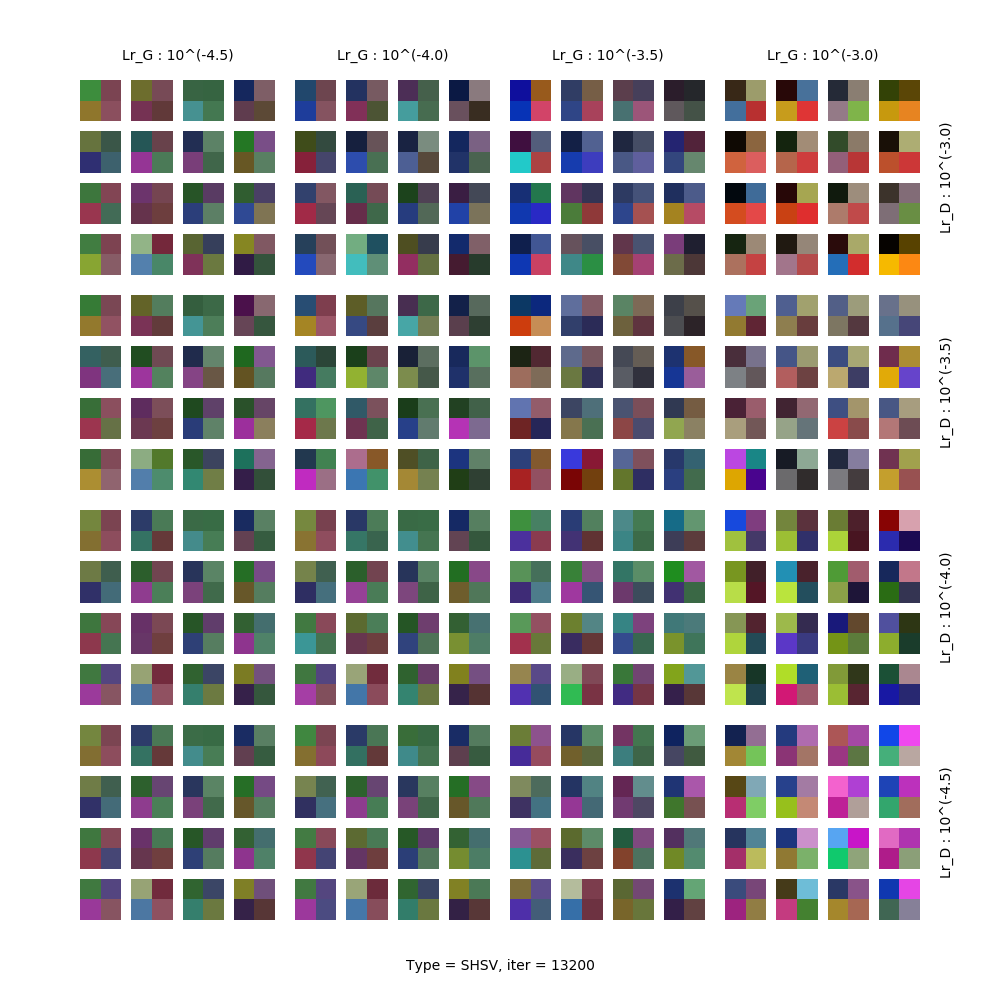 Lr_G : 10^(-4.5)
Lr_G : 10^(-4.0)
Lr_G : 10^(-3.5)
Lr_G : 10^(-3.0)
Lr_D : 10^(-3.0)
Lr_D : 10^(-3.5)
Lr_D : 10^(-4.0)
Lr_D : 10^(-4.5)
Type = SHSV, iter = 13200